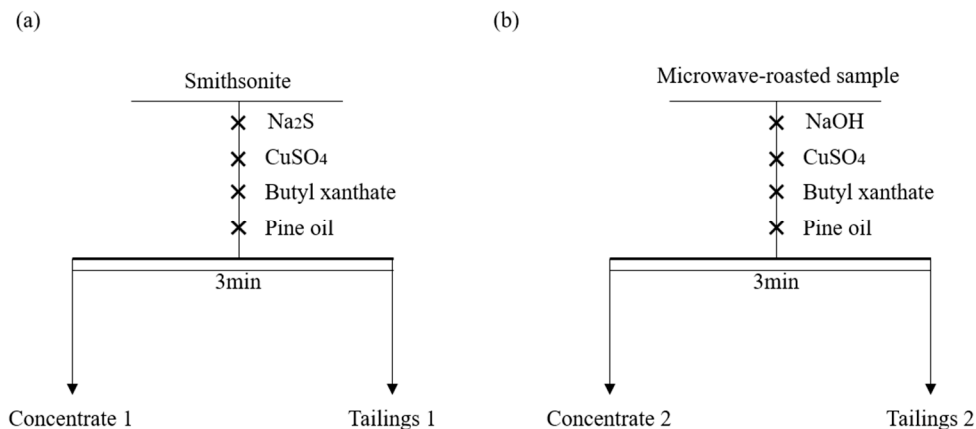 (a)
Smithsonite
Na2S
CuSO4
Butyl xanthate
Pine oil
3min
Concentrate 1
Tailings 1
(b)
Microwave-roasted sample
NaOH
CuSO4
Butyl xanthate
Pine oil
3min
Concentrate 2
Tailings 2